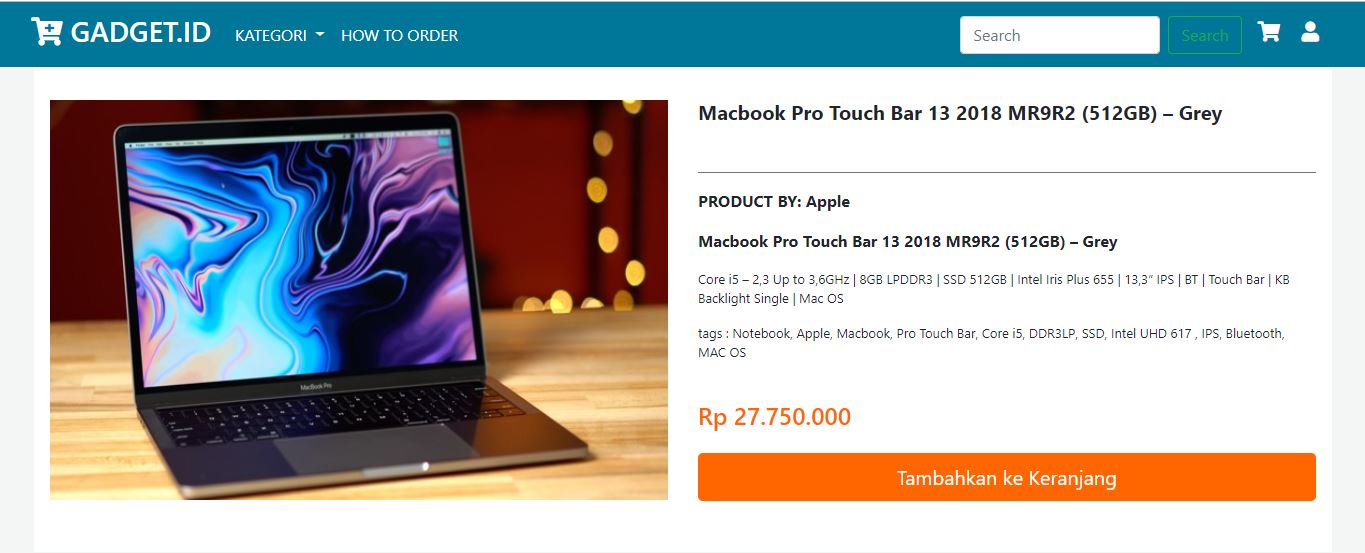 GADGET.ID KATEGORI HOW TO ORDER Search Search
Macbook Pro Touch Bar 13 2018 MR9R2 (512GB) – Grey
PRODUCT BY: Apple
Macbook Pro Touch Bar 13 2018 MR9R2 (512GB) – Grey
Core i5 – 2,3 Up to 3,6GHz | 8GB LPDDR3 | SSD 512GB | Intel Iris Plus 655 | 13,3″ IPS | BT | Touch Bar | KB
Backlight Single | Mac OS
tags : Notebook, Apple, Macbook, Pro Touch Bar, Core i5, DDR3LP, SSD, Intel UHD 617 , IPS, Bluetooth,
MAC OS
Rp 27.750.000
Tambahkan ke Keranjang
MacBook Pro